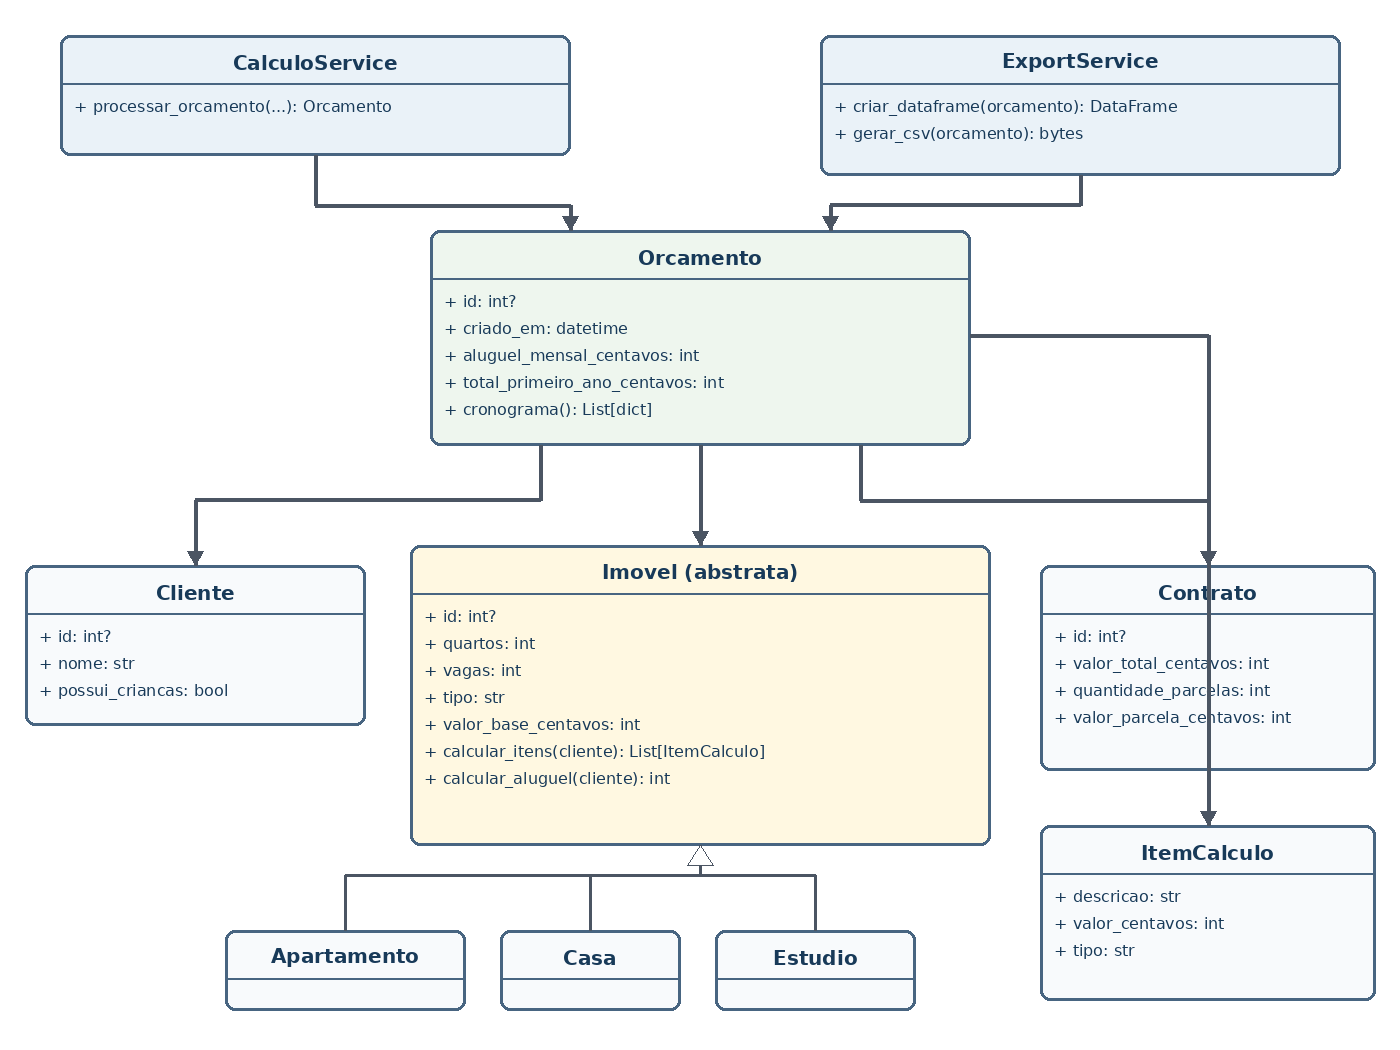 CalculoService
+ processar_orcamento(...): Orcamento
ExportService
+ criar_dataframe(orcamento): DataFrame
+ gerar_csv(orcamento): bytes
Orcamento
+ id: int?
+ criado_em: datetime
+ aluguel_mensal_centavos: int
+ total_primeiro_ano_centavos: int
+ cronograma(): List[dict]
Cliente
+ id: int?
+ nome: str
+ possui_criancas: bool
Imovel (abstrata)
+ id: int?
+ quartos: int
+ vagas: int
+ tipo: str
+ valor_base_centavos: int
+ calcular_itens(cliente): List[ItemCalculo]
+ calcular_aluguel(cliente): int
Contrato
+ id: int?
+ valor_total_centavos: int
+ quantidade_parcelas: int
+ valor_parcela_centavos: int
ItemCalculo
+ descricao: str
+ valor_centavos: int
+ tipo: str
Apartamento
Casa
Estudio